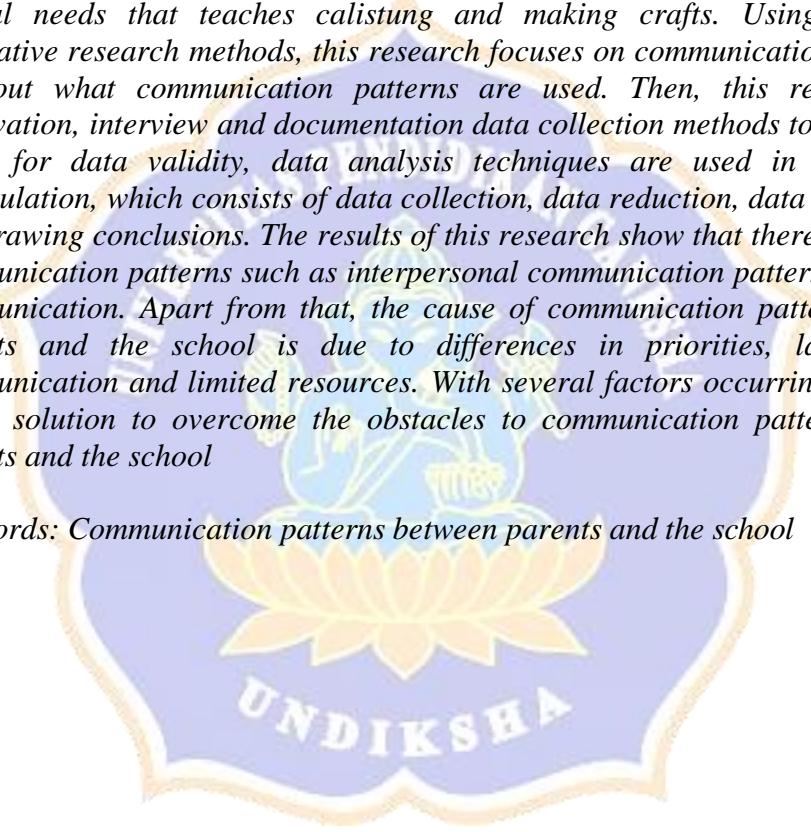 al needs that teaches calistung and making crafts. Using
ative research methods, this research focuses on communicatio
out what communication patterns are used. Then, this re
vation, interview and documentation data collection methods to
for data validity, data analysis techniques are used in
ulation, which consists of data collection, data reduction, data
rawing conclusions. The results of this research show that there
unication patterns such as interpersonal communication pattern
unication. Apart from that, the cause of communication patte
ts and the school is due to differences in priorities, la
unication and limited resources. With several factors occurrin
solution to overcome the obstacles to communication patte
ts and the school
ords: Communication patterns between parents and the school
UNIVERSITAS PENDIDIKAN GANESHA
UNDIKSHA